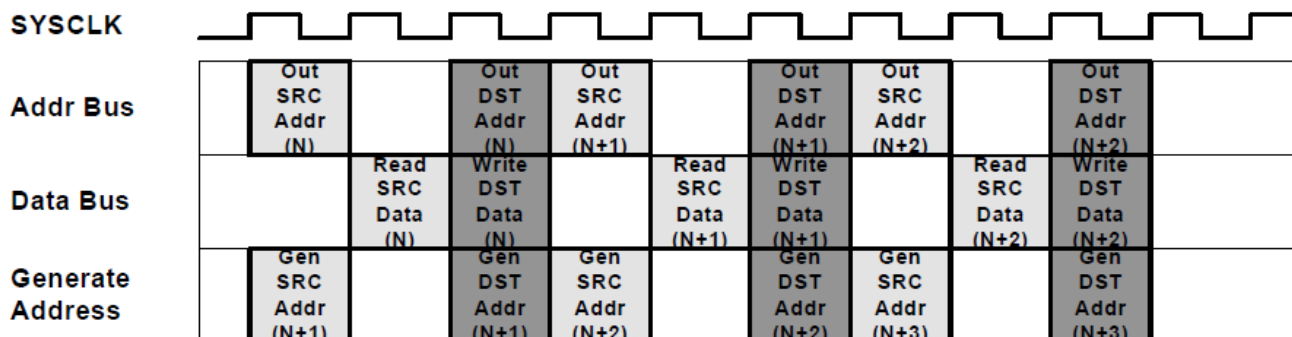 SYSCLK
Addr Bus
Out SRC Addr (N)
Out DST Addr (N)
Out SRC Addr (N+1)
Out DST Addr (N+1)
Out SRC Addr (N+2)
Out DST Addr (N+2)
Data Bus
Read SRC Data (N)
Write DST Data (N)
Read SRC Data (N+1)
Write DST Data (N+1)
Read SRC Data (N+2)
Write DST Data (N+2)
Generate Address
Gen SRC Addr (N+1)
Gen DST Addr (N+1)
Gen SRC Addr (N+2)
Gen DST Addr (N+2)
Gen SRC Addr (N+3)
Gen DST Addr (N+3)